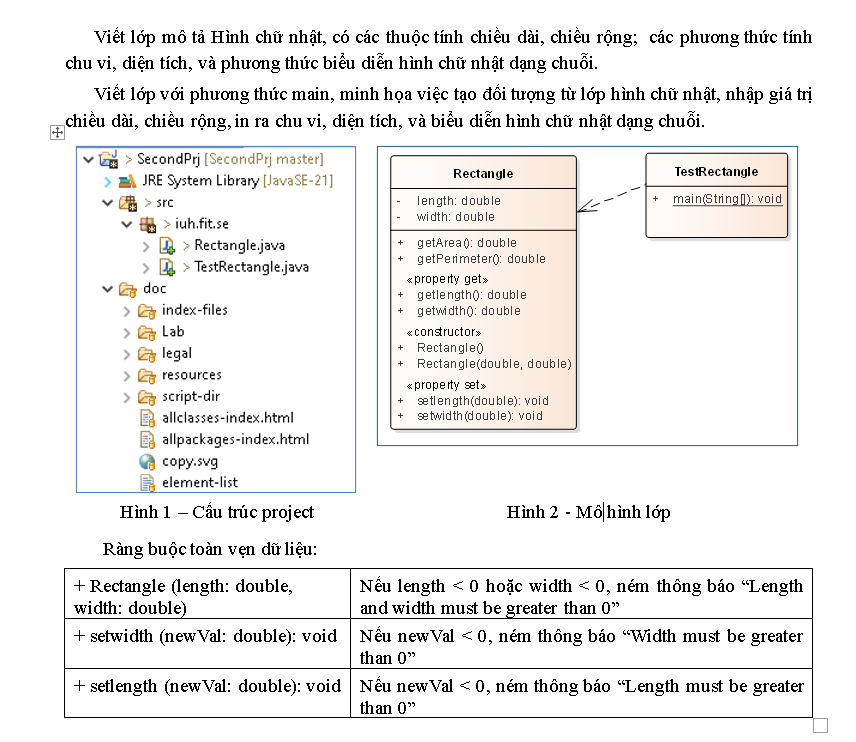 Viết lớp mô tả Hình chữ nhật, có các thuộc tính chiều dài, chiều rộng; các phương thức tính
chu vi, diện tích, và phương thức biểu diễn hình chữ nhật dạng chuỗi.
Viết lớp với phương thức main, minh họa việc tạo đối tượng từ lớp hình chữ nhật, nhập giá trị
chiều dài, chiều rộng, in ra chu vi, diện tích, và biểu diễn hình chữ nhật dạng chuỗi.
> SecondPrj [SecondPrj master]
JRE System Library [JavaSE-21]
> src
> iuh.fit.se
> Rectangle.java
> TestRectangle.java
doc
index-files
Lab
legal
resources
script-dir
allclasses-index.html
allpackages-index.html
copy.svg
element-list
Rectangle
- length: double
- width: double
+ getArea(): double
+ getPerimeter(): double
«property get»
+ getlength(): double
+ getwidth(): double
«constructor»
+ Rectangle()
+ Rectangle(double, double)
«property set»
+ setlength(double): void
+ setwidth(double): void
TestRectangle
+ main(String[]): void
Hình 1 – Cấu trúc project
Hình 2 - Mô hình lớp
Ràng buộc toàn vẹn dữ liệu:
+ Rectangle (length: double,
width: double)
Nếu length < 0 hoặc width < 0, ném thông báo “Length
and width must be greater than 0”
+ setwidth (newVal: double): void
Nếu newVal < 0, ném thông báo “Width must be greater
than 0”
+ setlength (newVal: double): void
Nếu newVal < 0, ném thông báo “Length must be greater
than 0”